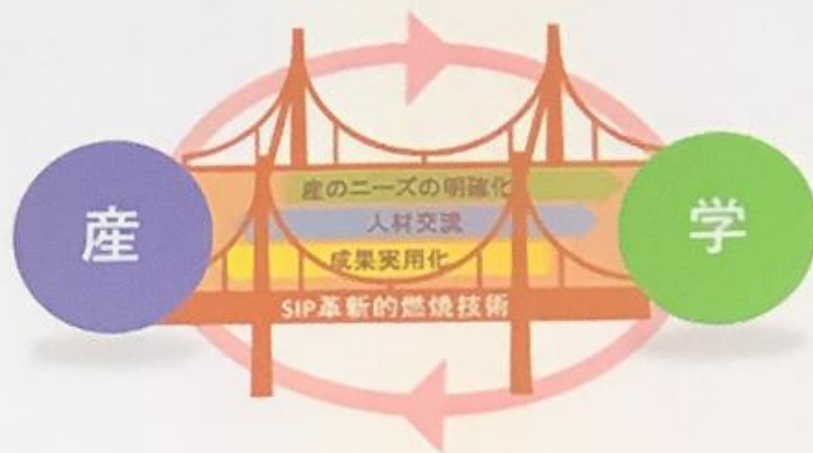 産
産のニーズの明確化
人材交流
成果実用化
SIP革新的燃焼技術
学